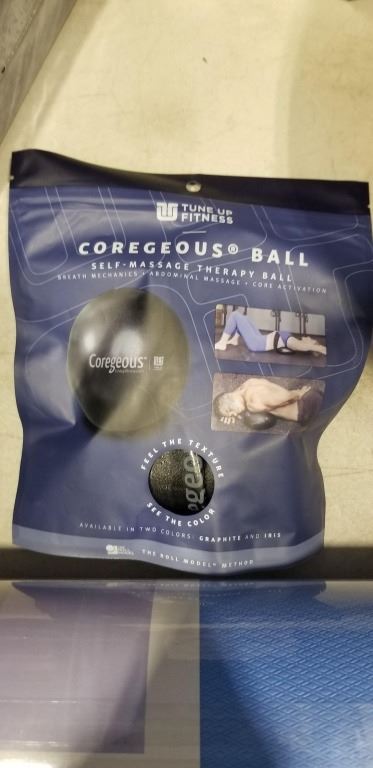 TUNE UP
FITNESS
COREGEOUS® BALL
SELF-MASSAGE THERAPY BALL
BREATH MECHANICS • ABDOMINAL MASSAGE • CORE ACTIVATION
Coregeous
FEEL THE TEXTURE
gee
SEE THE COLOR
AVAILABLE IN TWO COLORS: GRAPHITE AND IRIS
THE ROLL MODEL® METHOD